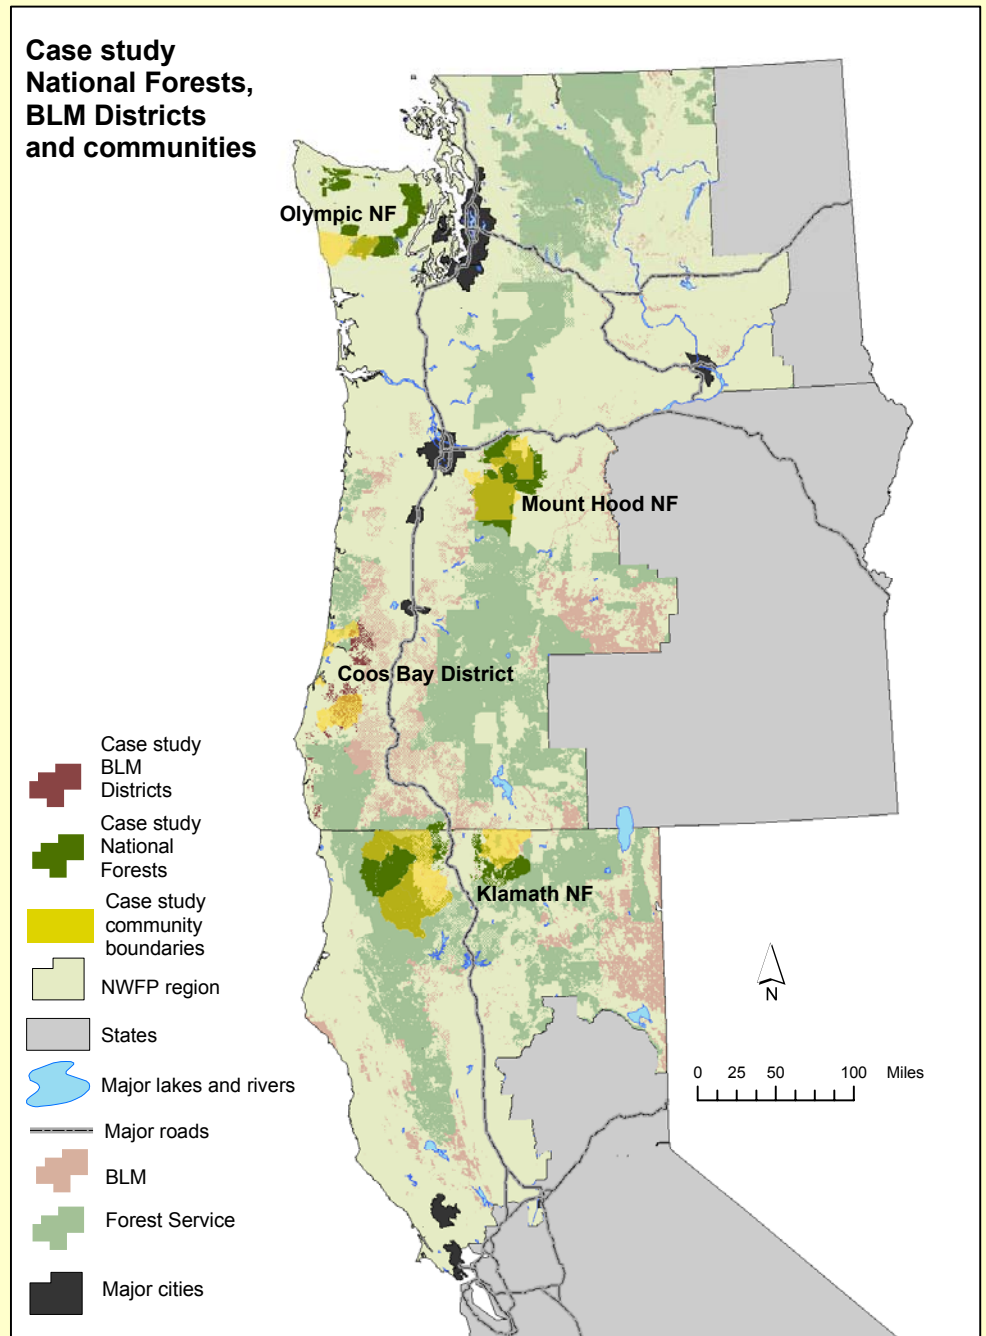 Case study
National Forests,
BLM Districts
and communities
Olympic NF
Mount Hood NF
Coos Bay District
Klamath NF
Case study
BLM
Districts
Case study
National
Forests
Case study
community
boundaries
NWFP region
States
Major lakes and rivers
Major roads
BLM
Forest Service
Major cities
N
0 25 50 100 Miles